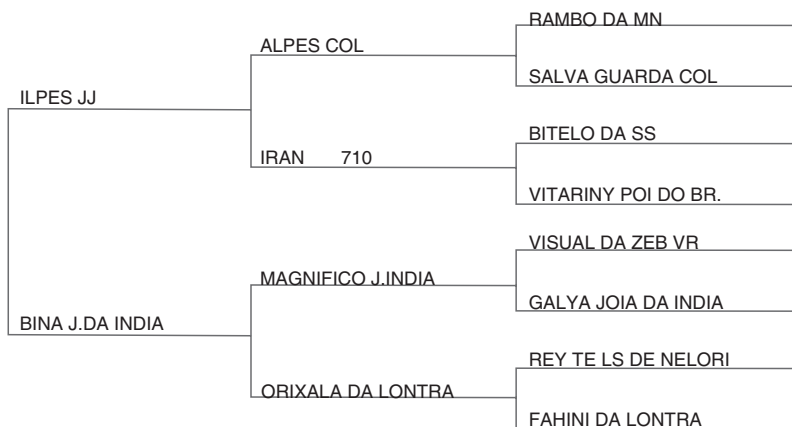 RAMBO DA MN
ALPES COL
SALVA GUARDA COL
ILPES JJ
BITELO DA SS
IRAN 710
VITARINY POI DO BR.
VISUAL DA ZEB VR
MAGNIFICO J.INDIA
GALYA JOIA DA INDIA
BINA J.DA INDIA
REY TE LS DE NELORI
ORIXALA DA LONTRA
FAHINI DA LONTRA